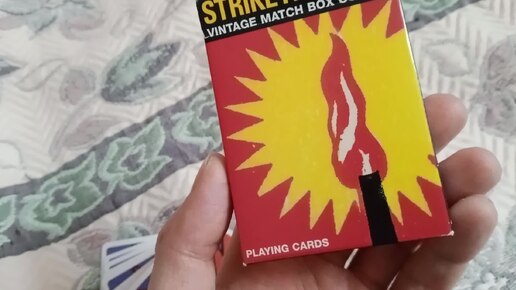 STRIKE
VINTAGE MATCH BOX
PLAYING CARDS